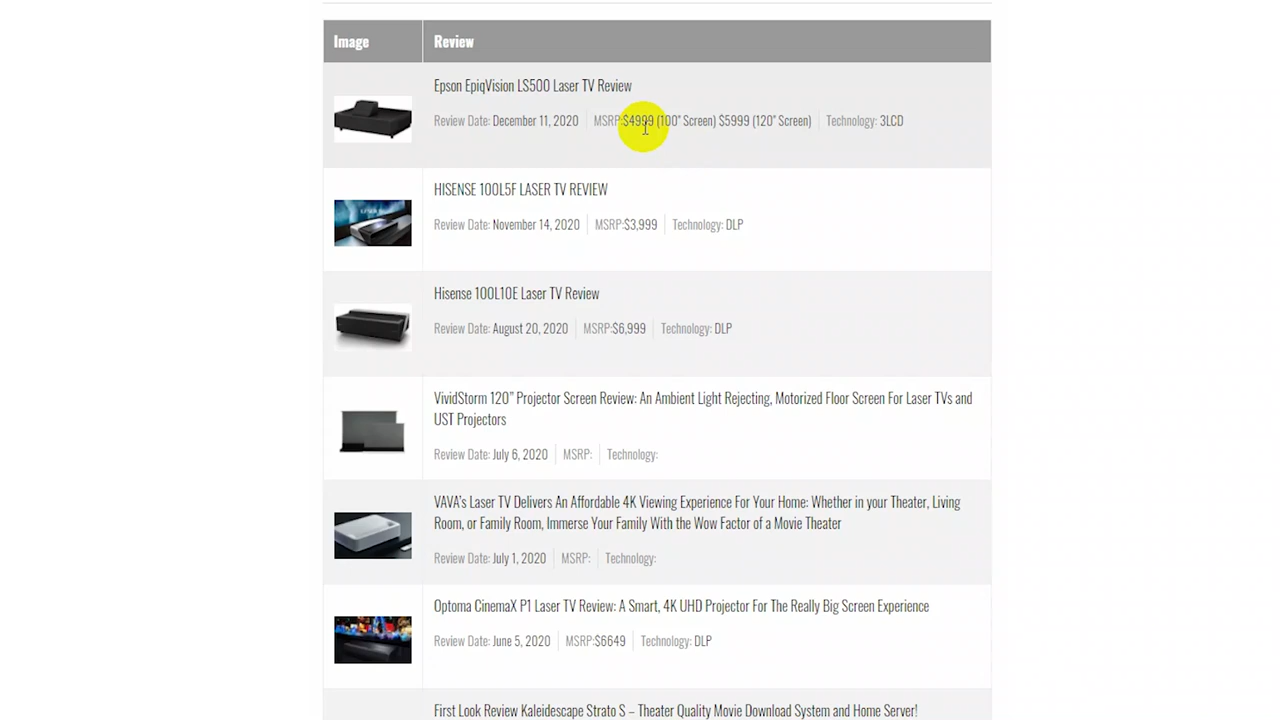 Image Review
Epson EpiqVision LS500 Laser TV Review
Review Date: December 11, 2020 MSRP:$4999 (100" Screen) $5999 (120" Screen) Technology: 3LCD
HISENSE 100L5F LASER TV REVIEW
Review Date: November 14, 2020 MSRP:$3,999 Technology: DLP
Hisense 100L10E Laser TV Review
Review Date: August 20, 2020 MSRP:$6,999 Technology: DLP
VividStorm 120” Projector Screen Review: An Ambient Light Rejecting, Motorized Floor Screen For Laser TVs and
UST Projectors
Review Date: July 6, 2020 MSRP: Technology:
VAVA's Laser TV Delivers An Affordable 4K Viewing Experience For Your Home: Whether in your Theater, Living
Room, or Family Room, Immerse Your Family With the Wow Factor of a Movie Theater
Review Date: July 1, 2020 MSRP: Technology:
Optoma CinemaX P1 Laser TV Review: A Smart, 4K UHD Projector For The Really Big Screen Experience
Review Date: June 5, 2020 MSRP:$6649 Technology: DLP
First Look Review Kaleidescape Strato S – Theater Quality Movie Download System and Home Server!